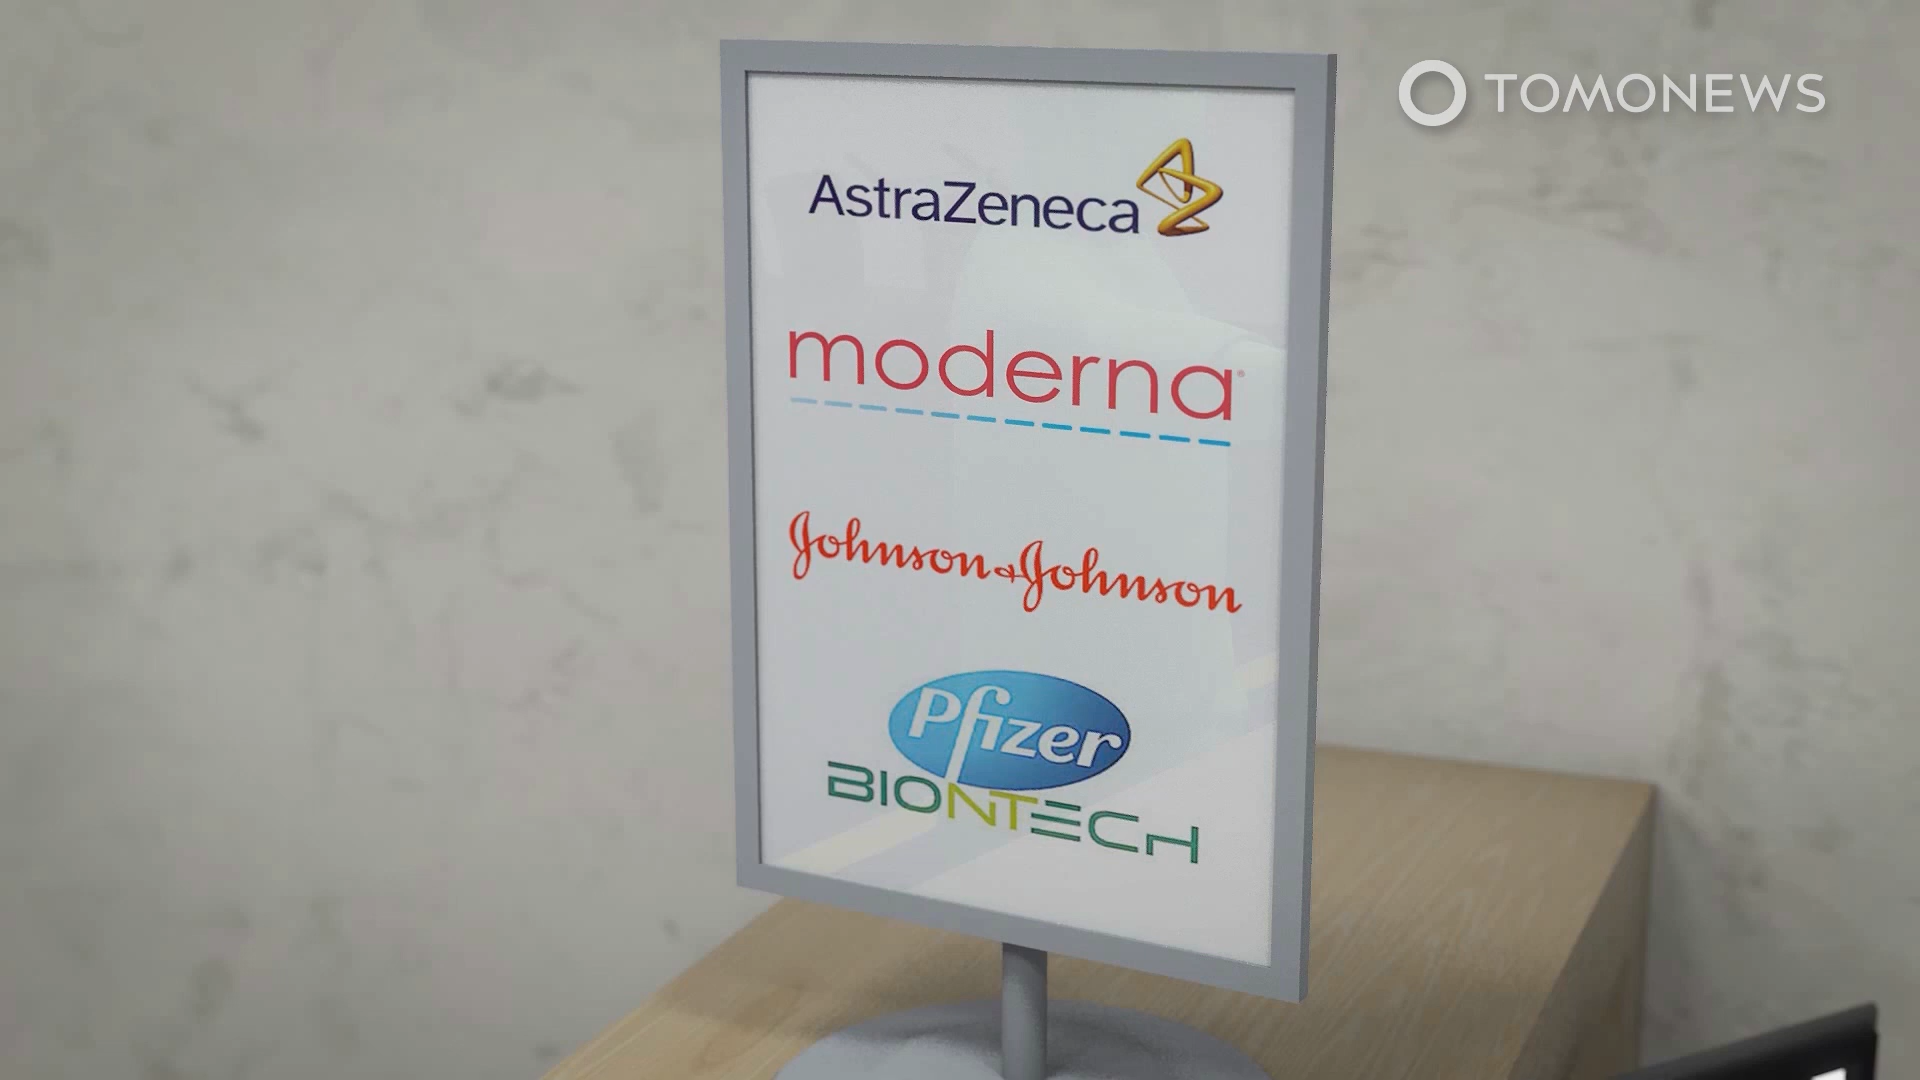 TOMONEWS
AstraZeneca
moderna
Johnson & Johnson
Pfizer
BIONTECH